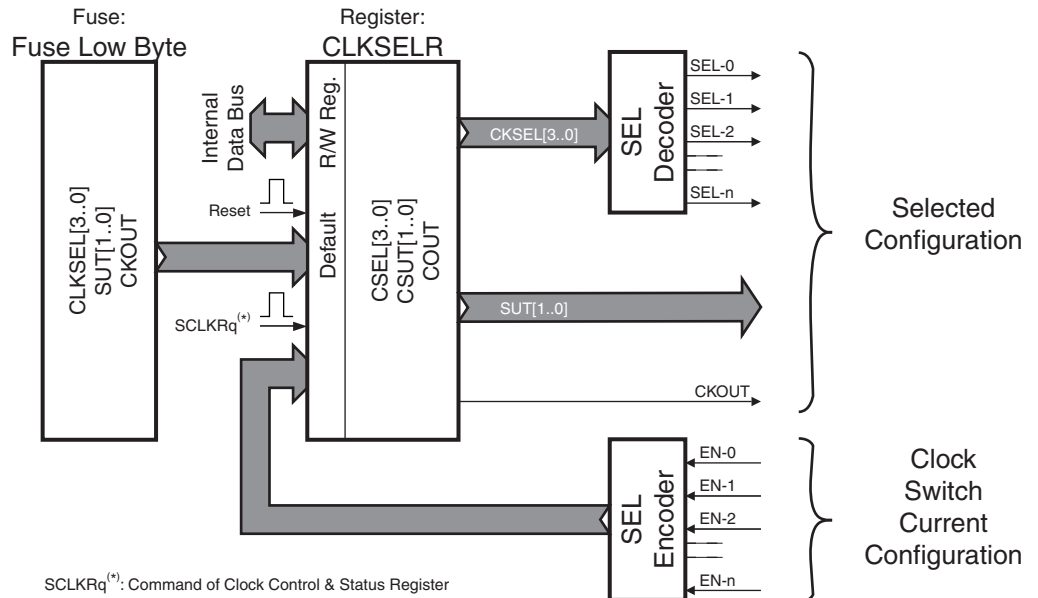 Fuse:
Fuse Low Byte
CLKSEL[3..0]
SUT[1..0]
CKOUT
Register:
CLKSELR
Internal
Data Bus
R/W Reg.
Reset
Default
SCLKRq(*)
CSEL[3..0]
CSUT[1..0]
COUT
CKSEL[3..0]
SUT[1..0]
CKOUT
SEL
Decoder
SEL-0
SEL-1
SEL-2
SEL-n
Selected
Configuration
SEL
Encoder
EN-0
EN-1
EN-2
EN-n
Clock
Switch
Current
Configuration
SCLKRq(*): Command of Clock Control & Status Register